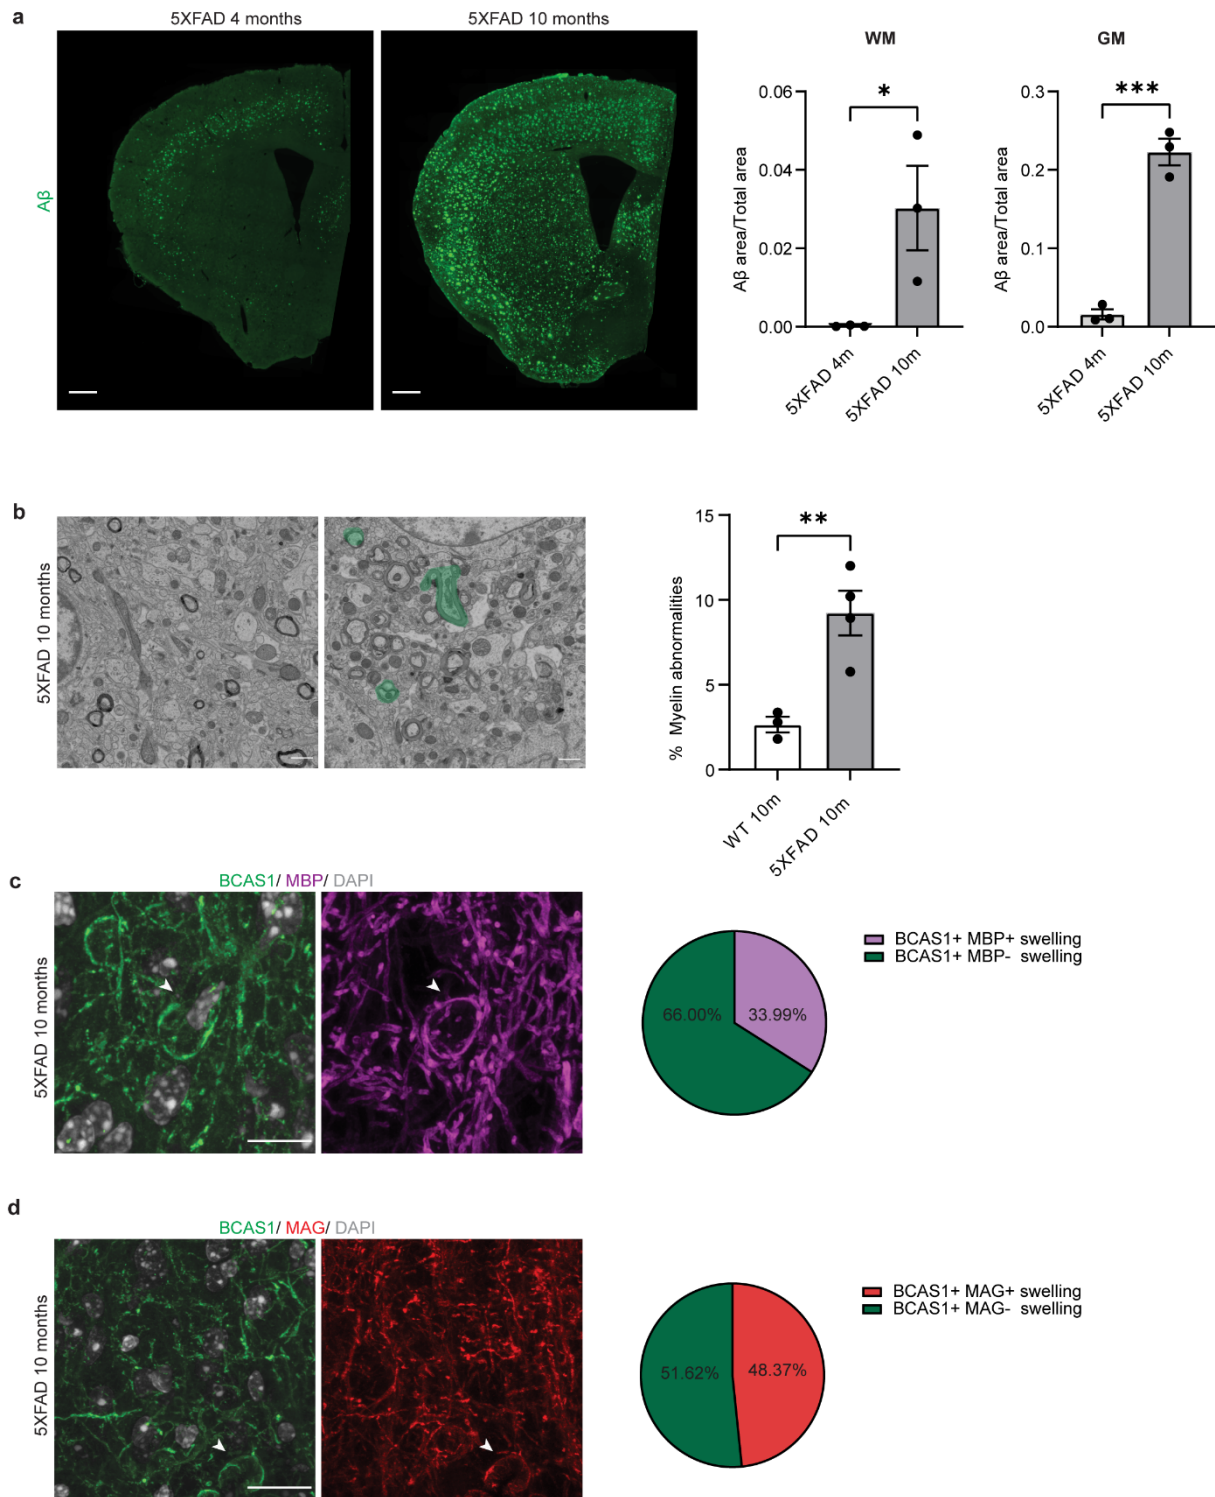 a
5XFAD 4 months
5XFAD 10 months
Aβ
WM
GM
Aβ area/Total area
0.06
0.04
0.02
0.00
*
5XFAD 4m
5XFAD 10m
Aβ area/Total area
0.3
0.2
0.1
0.0
***
5XFAD 4m
5XFAD 10m
b
5XFAD 10 months
% Myelin abnormalities
15
10
5
0
**
WT 10m
5XFAD 10m
c
BCAS1/ MBP/ DAPI
5XFAD 10 months
66.00%
33.99%
BCAS1+ MBP+ swelling
BCAS1+ MBP- swelling
d
BCAS1/ MAG/ DAPI
5XFAD 10 months
51.62%
48.37%
BCAS1+ MAG+ swelling
BCAS1+ MAG- swelling